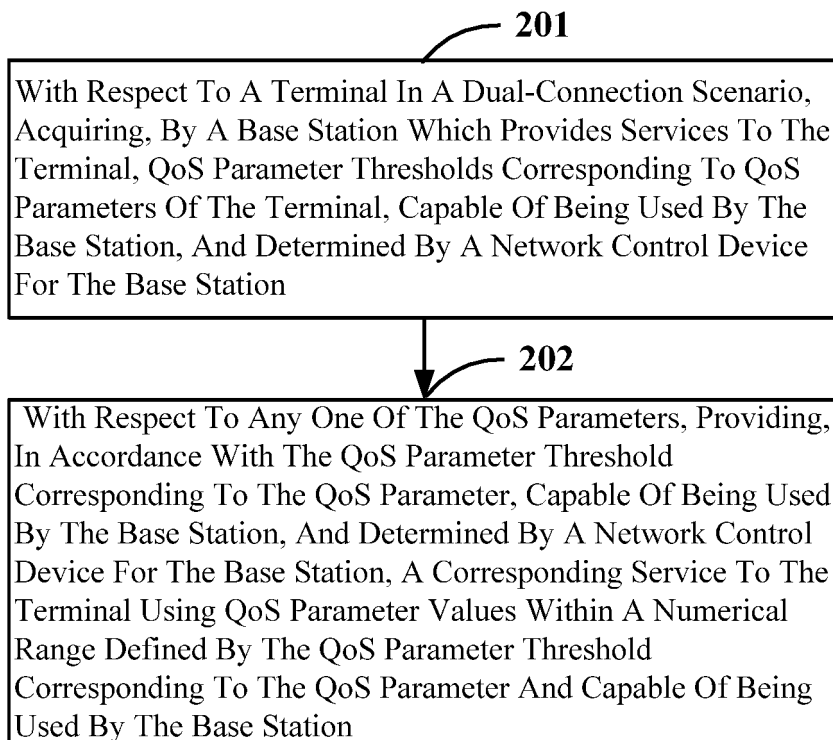 201
With Respect To A Terminal In A Dual-Connection Scenario,
Acquiring, By A Base Station Which Provides Services To The
Terminal, QoS Parameter Thresholds Corresponding To QoS
Parameters Of The Terminal, Capable Of Being Used By The
Base Station, And Determined By A Network Control Device
For The Base Station
202
With Respect To Any One Of The QoS Parameters, Providing,
In Accordance With The QoS Parameter Threshold
Corresponding To The QoS Parameter, Capable Of Being Used
By The Base Station, And Determined By A Network Control
Device For The Base Station, A Corresponding Service To The
Terminal Using QoS Parameter Values Within A Numerical
Range Defined By The QoS Parameter Threshold
Corresponding To The QoS Parameter And Capable Of Being
Used By The Base Station